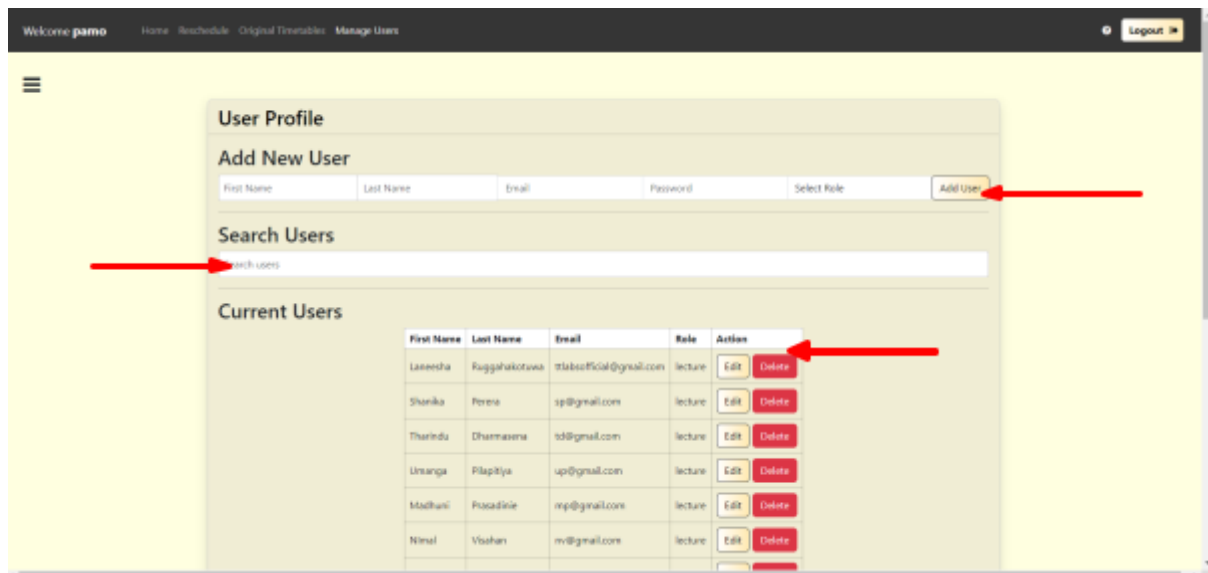 Welcome pamo Home Reschedule Original Timetables Manage Users Logout
User Profile
Add New User
First Name Last Name Email Password Select Role Add User
Search Users
Search users
Current Users
First Name Last Name Email Role Action
Laneesha Ruggahakotuwa ttlabsofficial@gmail.com lecture Edit Delete
Shanika Perera sp@gmail.com lecture Edit Delete
Tharindu Dharmasena td@gmail.com lecture Edit Delete
Umanga Pilapitiya up@gmail.com lecture Edit Delete
Madhuni Prasadinie mp@gmail.com lecture Edit Delete
Nimal Visahan nv@gmail.com lecture Edit Delete